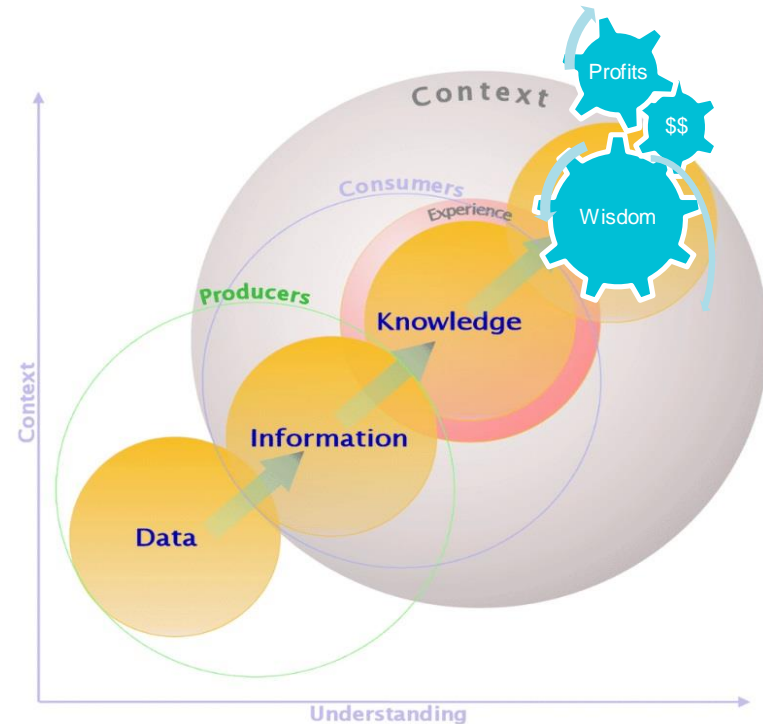 Profits
Context
$$
Consumers
Experience
Wisdom
Producers
Knowledge
Context
Information
Data
Understanding